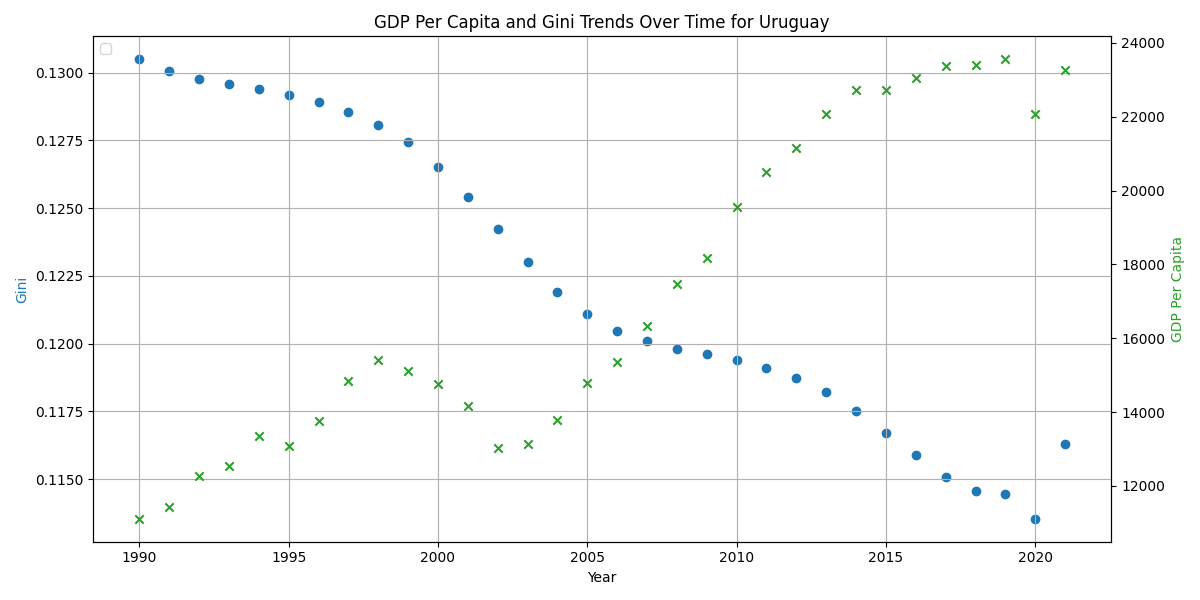 GDP Per Capita and Gini Trends Over Time for Uruguay
Gini
0.1300
0.1275
0.1250
0.1225
0.1200
0.1175
0.1150
24000
22000
20000
18000
16000
14000
12000
GDP Per Capita
1990 1995 2000 2005 2010 2015 2020
Year